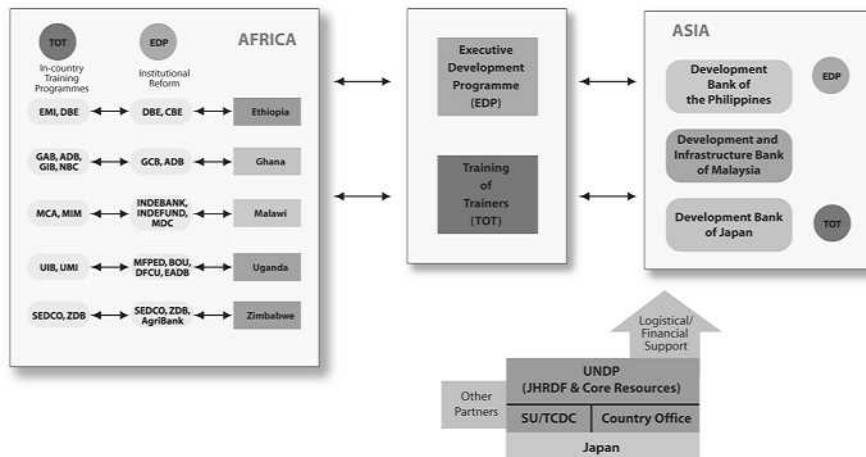 AFRICA
TOT
EDP
In-country
Training
Programmes
Institutional
Reform
EMI, DBE
DBE, CBE
Ethiopia
GAB, ADB,
GIB, NBC
GCB, ADB
Ghana
MCA, MIM
INDEBANK,
INDEFUND,
MDC
Malawi
UIB, UMI
MFPED, BOU,
DFCU, EADB
Uganda
SEDCO, ZDB
SEDCO, ZDB,
AgriBank
Zimbabwe
Executive
Development
Programme
(EDP)
Training
of
Trainers
(TOT)
ASIA
Development
Bank of
the Philippines
EDP
Development and
Infrastructure Bank
of Malaysia
Development Bank
of Japan
TOT
Logistical/
Financial
Support
UNDP
(JHRDF & Core Resources)
Other
Partners
SU/TCDC
Country Office
Japan